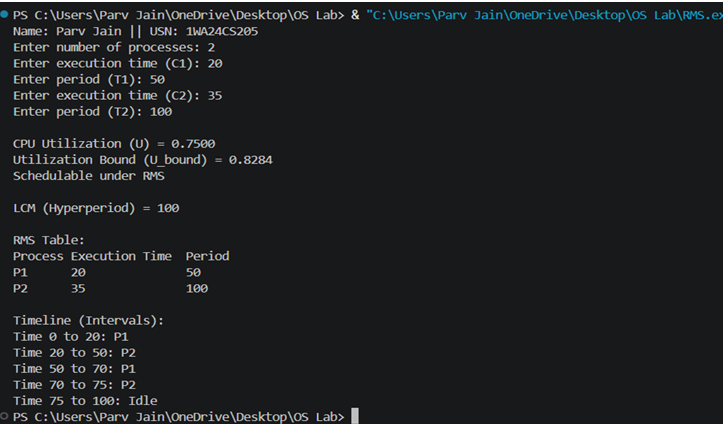 PS C:\Users\Parv Jain\OneDrive\Desktop\OS Lab> & "C:\Users\Parv Jain\OneDrive\Desktop\OS Lab\RMS.ex
Name: Parv Jain || USN: 1WA24CS205
Enter number of processes: 2
Enter execution time (C1): 20
Enter period (T1): 50
Enter execution time (C2): 35
Enter period (T2): 100

CPU Utilization (U) = 0.7500
Utilization Bound (U_bound) = 0.8284
Schedulable under RMS

LCM (Hyperperiod) = 100

RMS Table:
Process Execution Time  Period
P1      20              50
P2      35              100

Timeline (Intervals):
Time 0 to 20: P1
Time 20 to 50: P2
Time 50 to 70: P1
Time 70 to 75: P2
Time 75 to 100: Idle
PS C:\Users\Parv Jain\OneDrive\Desktop\OS Lab>